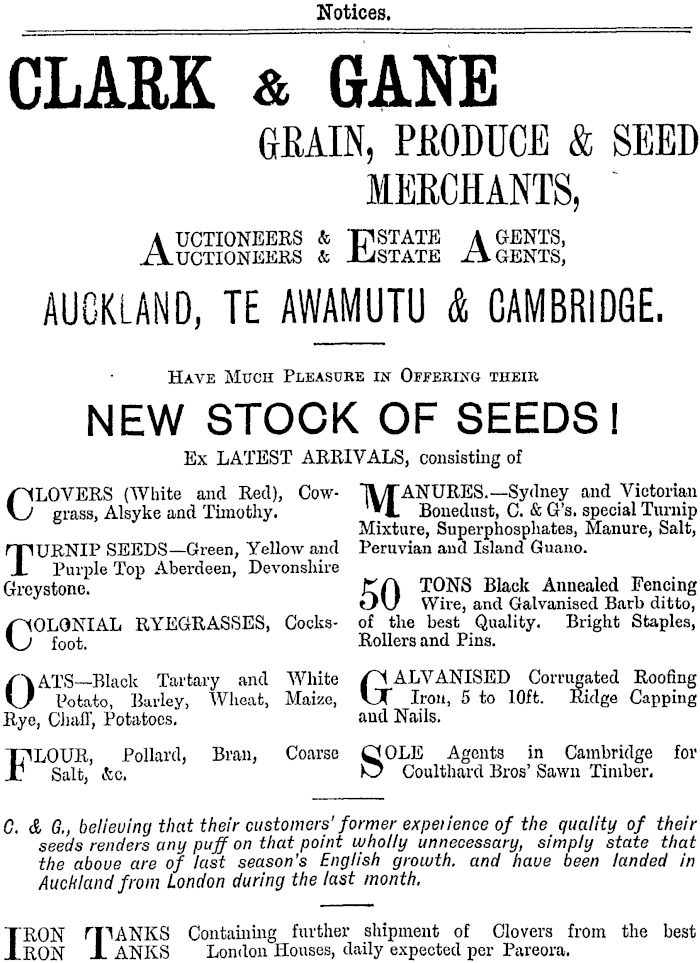 Notices.
CLARK & GANE
GRAIN, PRODUCE & SEED
MERCHANTS,
AUCTIONEERS & ESTATE AGENTS,
AUCTIONEERS & ESTATE AGENTS,
AUCKLAND, TE AWAMUTU & CAMBRIDGE.
HAVE MUCH PLEASURE IN OFFERING THEIR
NEW STOCK OF SEEDS!
Ex LATEST ARRIVALS, consisting of
CLOVERS (White and Red), Cow-
grass, Alsyke and Timothy.
TURNIP SEEDS—Green, Yellow and
Purple Top Aberdeen, Devonshire
Greystone.
COLONIAL RYEGRASSES, Cocks-
foot.
OATS—Black Tartary and White
Potato, Barley, Wheat, Maize,
Rye, Chaff, Potatoes.
FLOUR, Pollard, Bran, Coarse
Salt, &c.
MANURES.—Sydney and Victorian
Bonedust, C. & G's. special Turnip
Mixture, Superphosphates, Manure, Salt,
Peruvian and Island Guano.
50 TONS Black Annealed Fencing
Wire, and Galvanised Barb ditto,
of the best Quality. Bright Staples,
Rollers and Pins.
GALVANISED Corrugated Roofing
Iron, 5 to 10ft. Ridge Capping
and Nails.
SOLE Agents in Cambridge for
Coulthard Bros' Sawn Timber.
C. & G., believing that their customers' former experience of the quality of their
seeds renders any puff on that point wholly unnecessary, simply state that
the above are of last season's English growth. and have been landed in
Auckland from London during the last month.
IRON TANKS Containing further shipment of Clovers from the best
IRON TANKS London Houses, daily expected per Pareora.